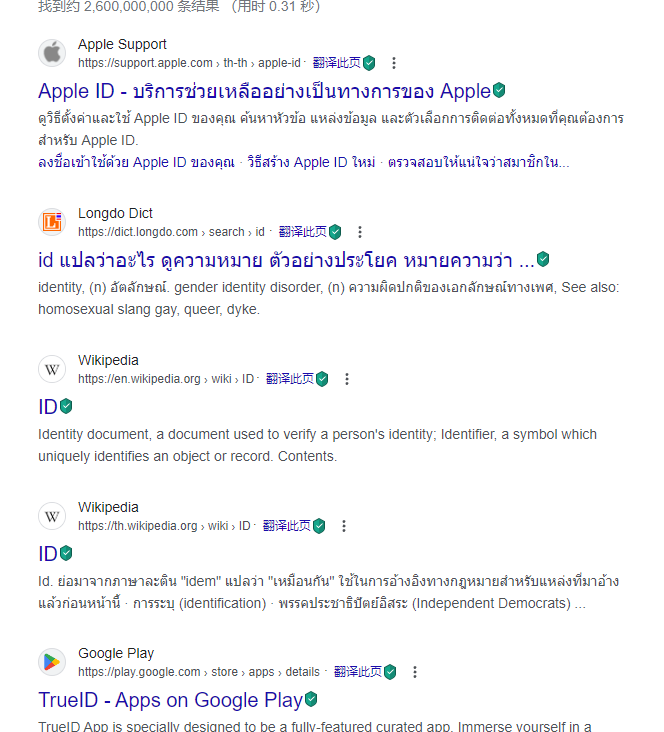 找到约 2,600,000,000 条结果 （用时 0.31 秒）
Apple Support
https://support.apple.com › th-th › apple-id · 翻译此页
Apple ID - บริการช่วยเหลืออย่างเป็นทางการของ Apple
ดูวิธีตั้งค่าและใช้ Apple ID ของคุณ ค้นหาหัวข้อ แหล่งข้อมูล และตัวเลือกการติดต่อทั้งหมดที่คุณต้องการ
สำหรับ Apple ID.
ลงชื่อเข้าใช้ด้วย Apple ID ของคุณ · วิธีสร้าง Apple ID ใหม่ · ตรวจสอบให้แน่ใจว่าสมาชิกใน...
Longdo Dict
https://dict.longdo.com › search › id · 翻译此页
id แปลว่าอะไร ดูความหมาย ตัวอย่างประโยค หมายความว่า ...
identity, (n) อัตลักษณ์. gender identity disorder, (n) ความผิดปกติของเอกลักษณ์ทางเพศ, See also:
homosexual slang gay, queer, dyke.
Wikipedia
https://en.wikipedia.org › wiki › ID · 翻译此页
ID
Identity document, a document used to verify a person's identity; Identifier, a symbol which
uniquely identifies an object or record. Contents.
Wikipedia
https://th.wikipedia.org › wiki › ID · 翻译此页
ID
Id. ย่อมาจากภาษาละติน "idem" แปลว่า "เหมือนกัน" ใช้ในการอ้างอิงทางกฎหมายสำหรับแหล่งที่มาอ้าง
แล้วก่อนหน้านี้ · การระบุ (identification) · พรรคประชาธิปัตย์อิสระ (Independent Democrats) ...
Google Play
https://play.google.com › store › apps › details · 翻译此页
TrueID - Apps on Google Play
TrueID App is specially designed to be a fully-featured curated app. Immerse yourself in a